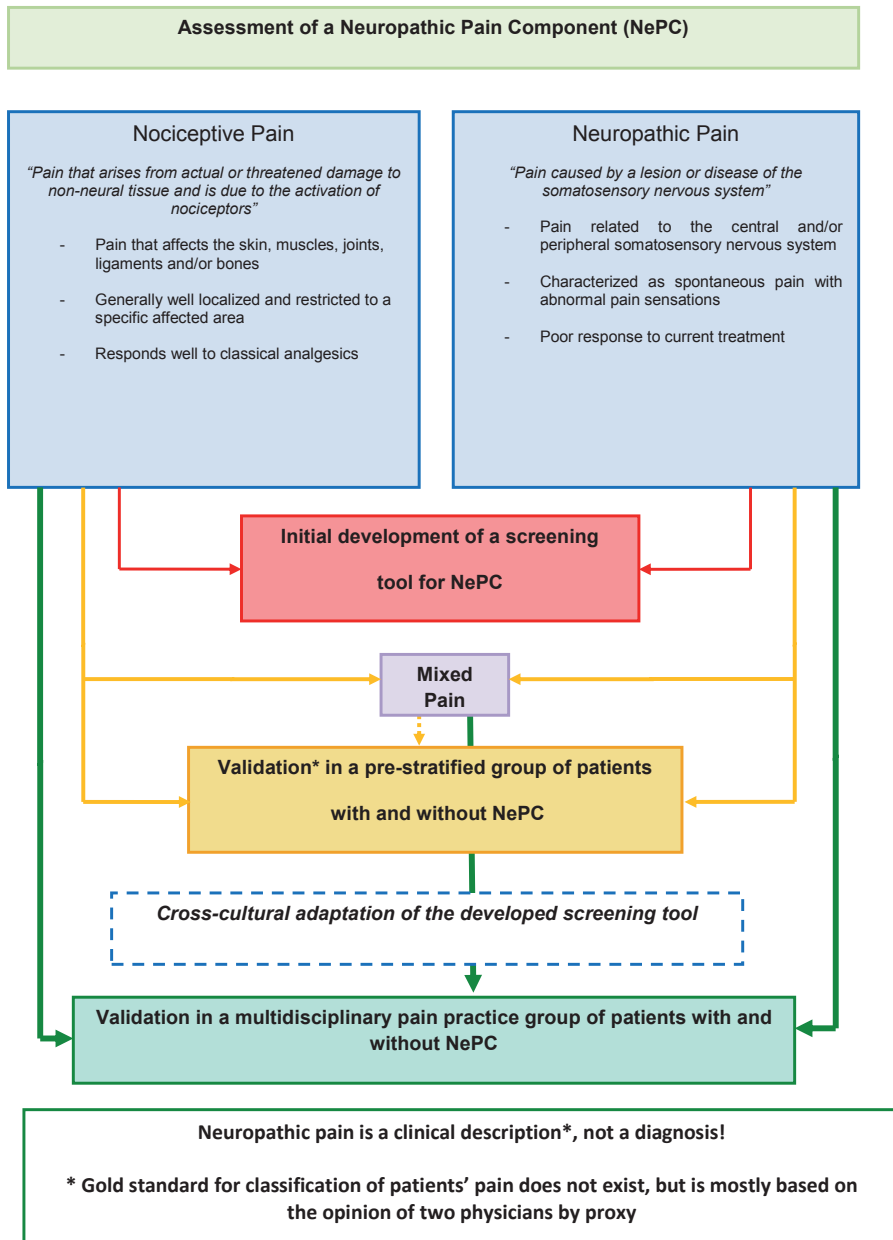 Assessment of a Neuropathic Pain Component (NePC)
Nociceptive Pain
“Pain that arises from actual or threatened damage to
non-neural tissue and is due to the activation of
nociceptors”
- Pain that affects the skin, muscles, joints,
ligaments and/or bones
- Generally well localized and restricted to a
specific affected area
- Responds well to classical analgesics
Neuropathic Pain
“Pain caused by a lesion or disease of the
somatosensory nervous system”
- Pain related to the central and/or
peripheral somatosensory nervous system
- Characterized as spontaneous pain with
abnormal pain sensations
- Poor response to current treatment
Initial development of a screening
tool for NePC
Mixed
Pain
Validation* in a pre-stratified group of patients
with and without NePC
Cross-cultural adaptation of the developed screening tool
Validation in a multidisciplinary pain practice group of patients with and
without NePC
Neuropathic pain is a clinical description*, not a diagnosis!
* Gold standard for classification of patients’ pain does not exist, but is mostly based on
the opinion of two physicians by proxy